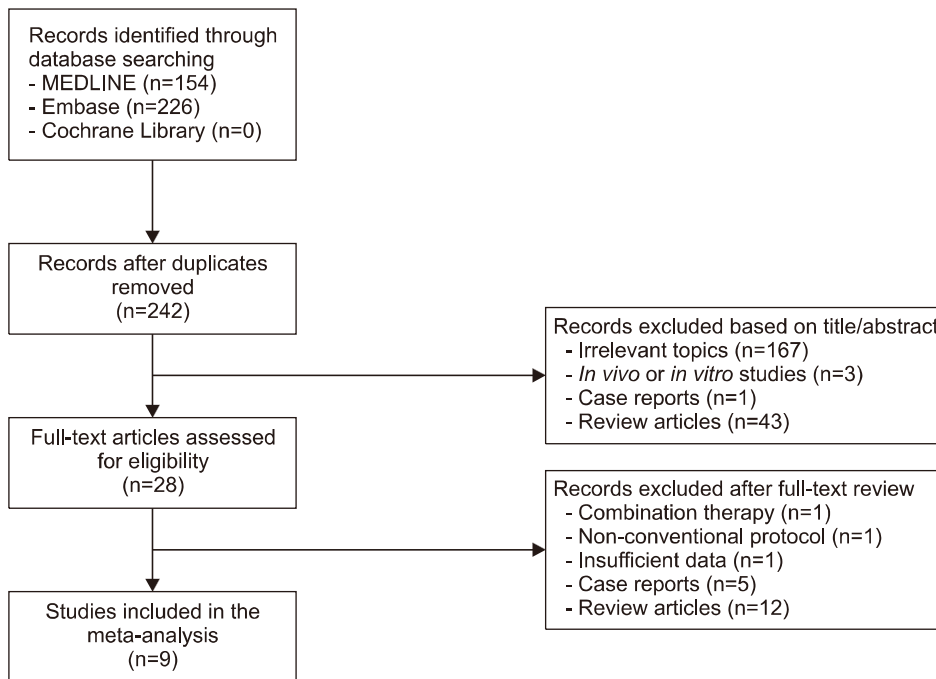 Records identified through
database searching
- MEDLINE (n=154)
- Embase (n=226)
- Cochrane Library (n=0)
Records after duplicates
removed
(n=242)
Records excluded based on title/abstract
- Irrelevant topics (n=167)
- In vivo or in vitro studies (n=3)
- Case reports (n=1)
- Review articles (n=43)
Full-text articles assessed
for eligibility
(n=28)
Records excluded after full-text review
- Combination therapy (n=1)
- Non-conventional protocol (n=1)
- Insufficient data (n=1)
- Case reports (n=5)
- Review articles (n=12)
Studies included in the
meta-analysis
(n=9)